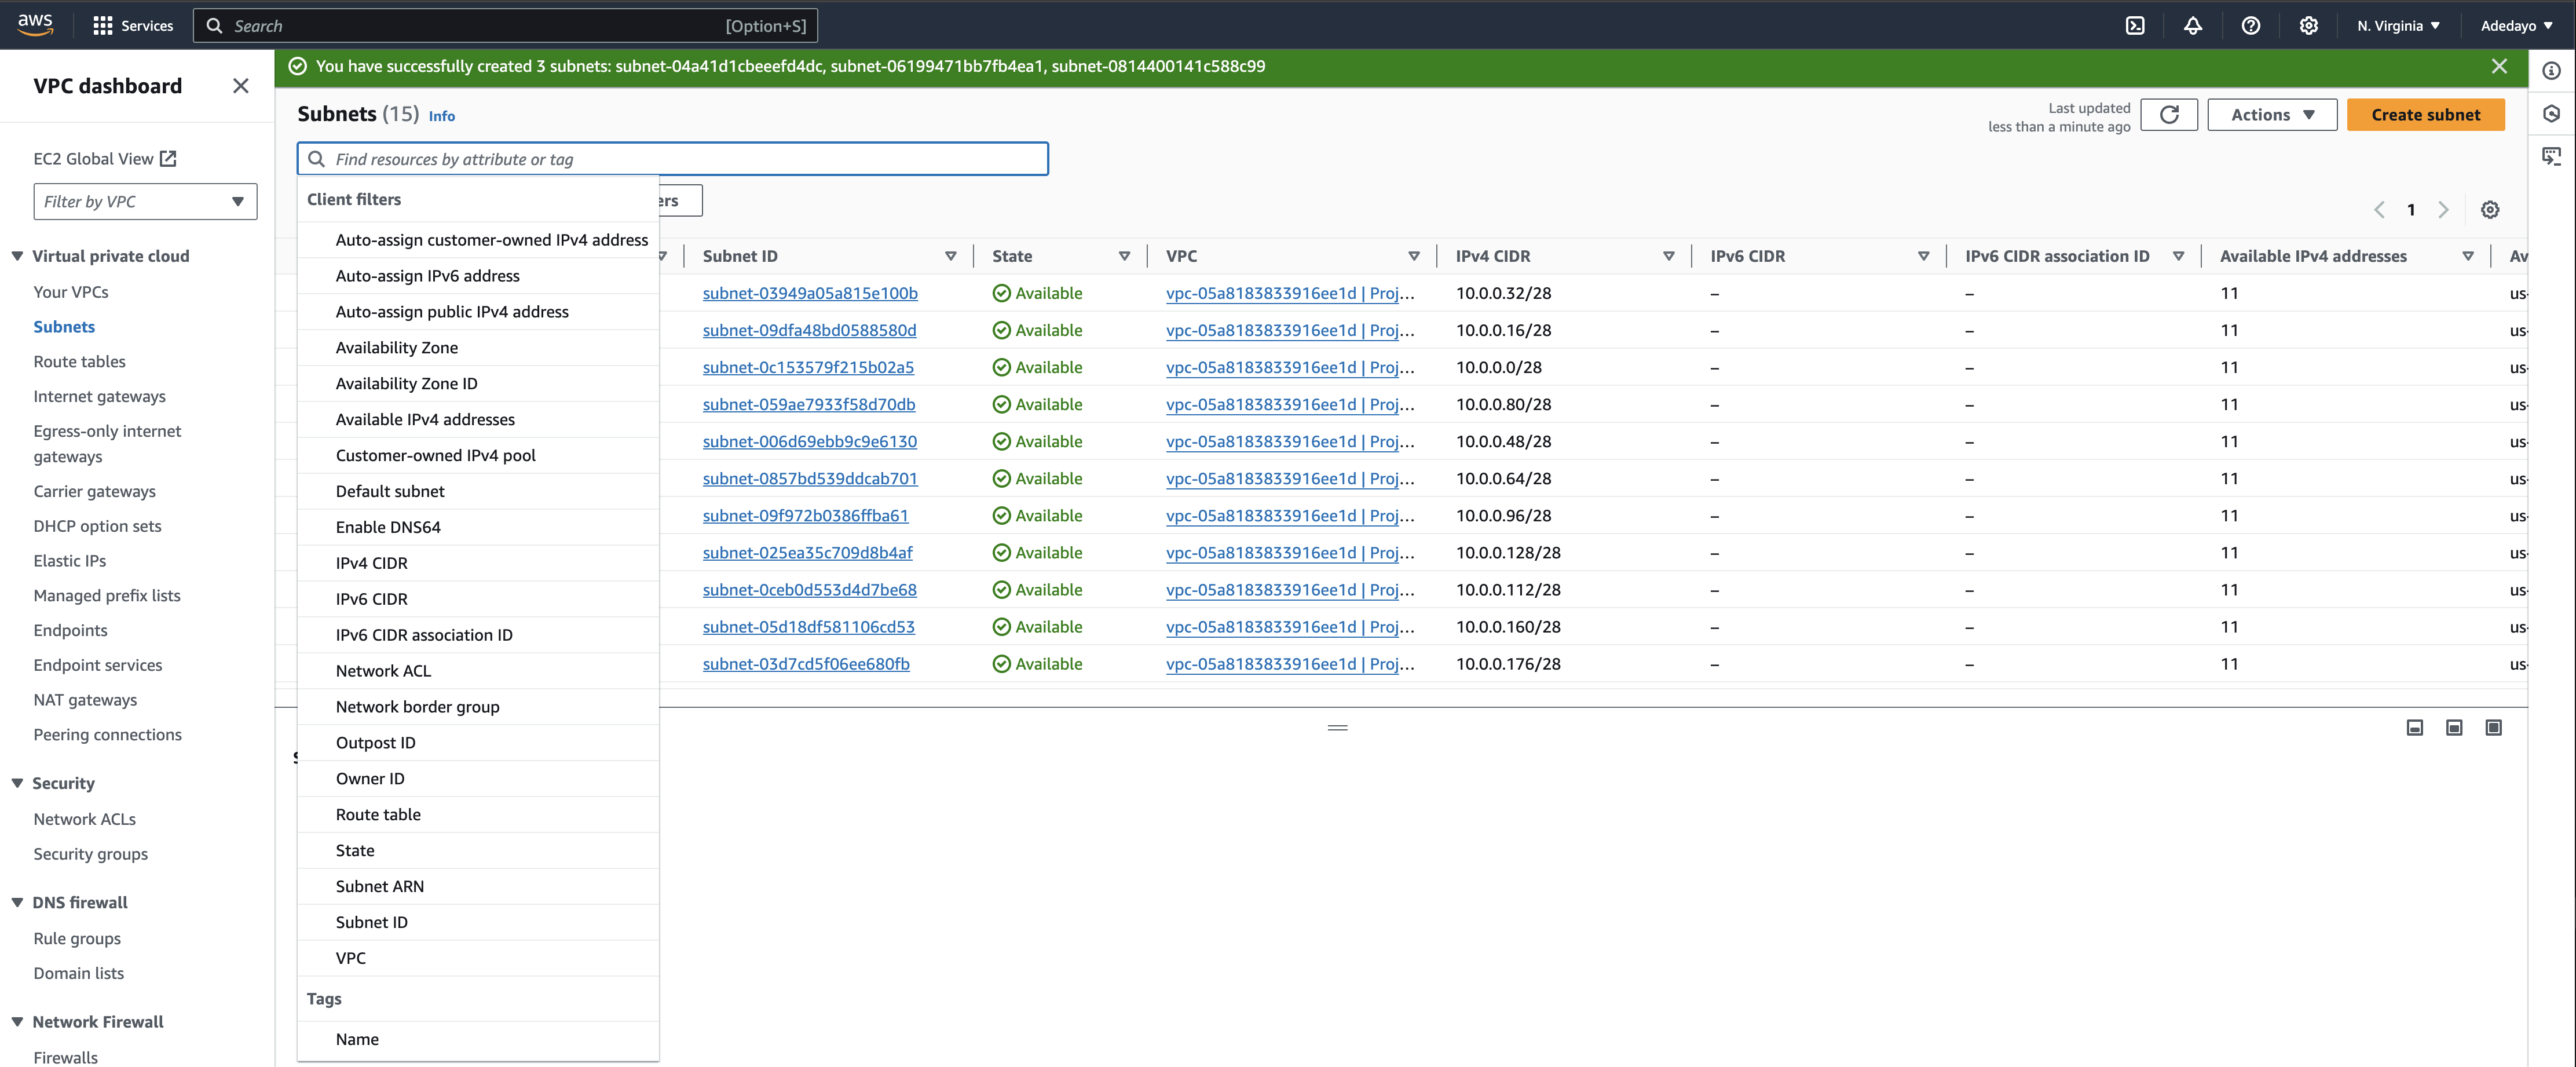 aws
Services
Search
[Option+S]
N. Virginia
Adedayo
VPC dashboard
EC2 Global View
Filter by VPC
Virtual private cloud
Your VPCs
Subnets
Route tables
Internet gateways
Egress-only internet
gateways
Carrier gateways
DHCP option sets
Elastic IPs
Managed prefix lists
Endpoints
Endpoint services
NAT gateways
Peering connections
Security
Network ACLs
Security groups
DNS firewall
Rule groups
Domain lists
Network Firewall
Firewalls
You have successfully created 3 subnets: subnet-04a41d1cbeeefd4dc, subnet-06199471bb7fb4ea1, subnet-0814400141c588c99
Subnets (15) Info
Last updated
less than a minute ago
Actions
Create subnet
Find resources by attribute or tag
Client filters
Auto-assign customer-owned IPv4 address
Auto-assign IPv6 address
Auto-assign public IPv4 address
Availability Zone
Availability Zone ID
Available IPv4 addresses
Customer-owned IPv4 pool
Default subnet
Enable DNS64
IPv4 CIDR
IPv6 CIDR
IPv6 CIDR association ID
Network ACL
Network border group
Outpost ID
Owner ID
Route table
State
Subnet ARN
Subnet ID
VPC
Tags
Name
ers
1
Subnet ID State VPC IPv4 CIDR IPv6 CIDR IPv6 CIDR association ID Available IPv4 addresses Av
subnet-03949a05a815e100b Available vpc-05a8183833916ee1d | Proj... 10.0.0.32/28 – – 11 us-
subnet-09dfa48bd0588580d Available vpc-05a8183833916ee1d | Proj... 10.0.0.16/28 – – 11 us-
subnet-0c153579f215b02a5 Available vpc-05a8183833916ee1d | Proj... 10.0.0.0/28 – – 11 us-
subnet-059ae7933f58d70db Available vpc-05a8183833916ee1d | Proj... 10.0.0.80/28 – – 11 us-
subnet-006d69ebb9c9e6130 Available vpc-05a8183833916ee1d | Proj... 10.0.0.48/28 – – 11 us-
subnet-0857bd539ddcab701 Available vpc-05a8183833916ee1d | Proj... 10.0.0.64/28 – – 11 us-
subnet-09f972b0386ffba61 Available vpc-05a8183833916ee1d | Proj... 10.0.0.96/28 – – 11 us-
subnet-025ea35c709d8b4af Available vpc-05a8183833916ee1d | Proj... 10.0.0.128/28 – – 11 us-
subnet-0ceb0d553d4d7be68 Available vpc-05a8183833916ee1d | Proj... 10.0.0.112/28 – – 11 us-
subnet-05d18df581106cd53 Available vpc-05a8183833916ee1d | Proj... 10.0.0.160/28 – – 11 us-
subnet-03d7cd5f06ee680fb Available vpc-05a8183833916ee1d | Proj... 10.0.0.176/28 – – 11 us-